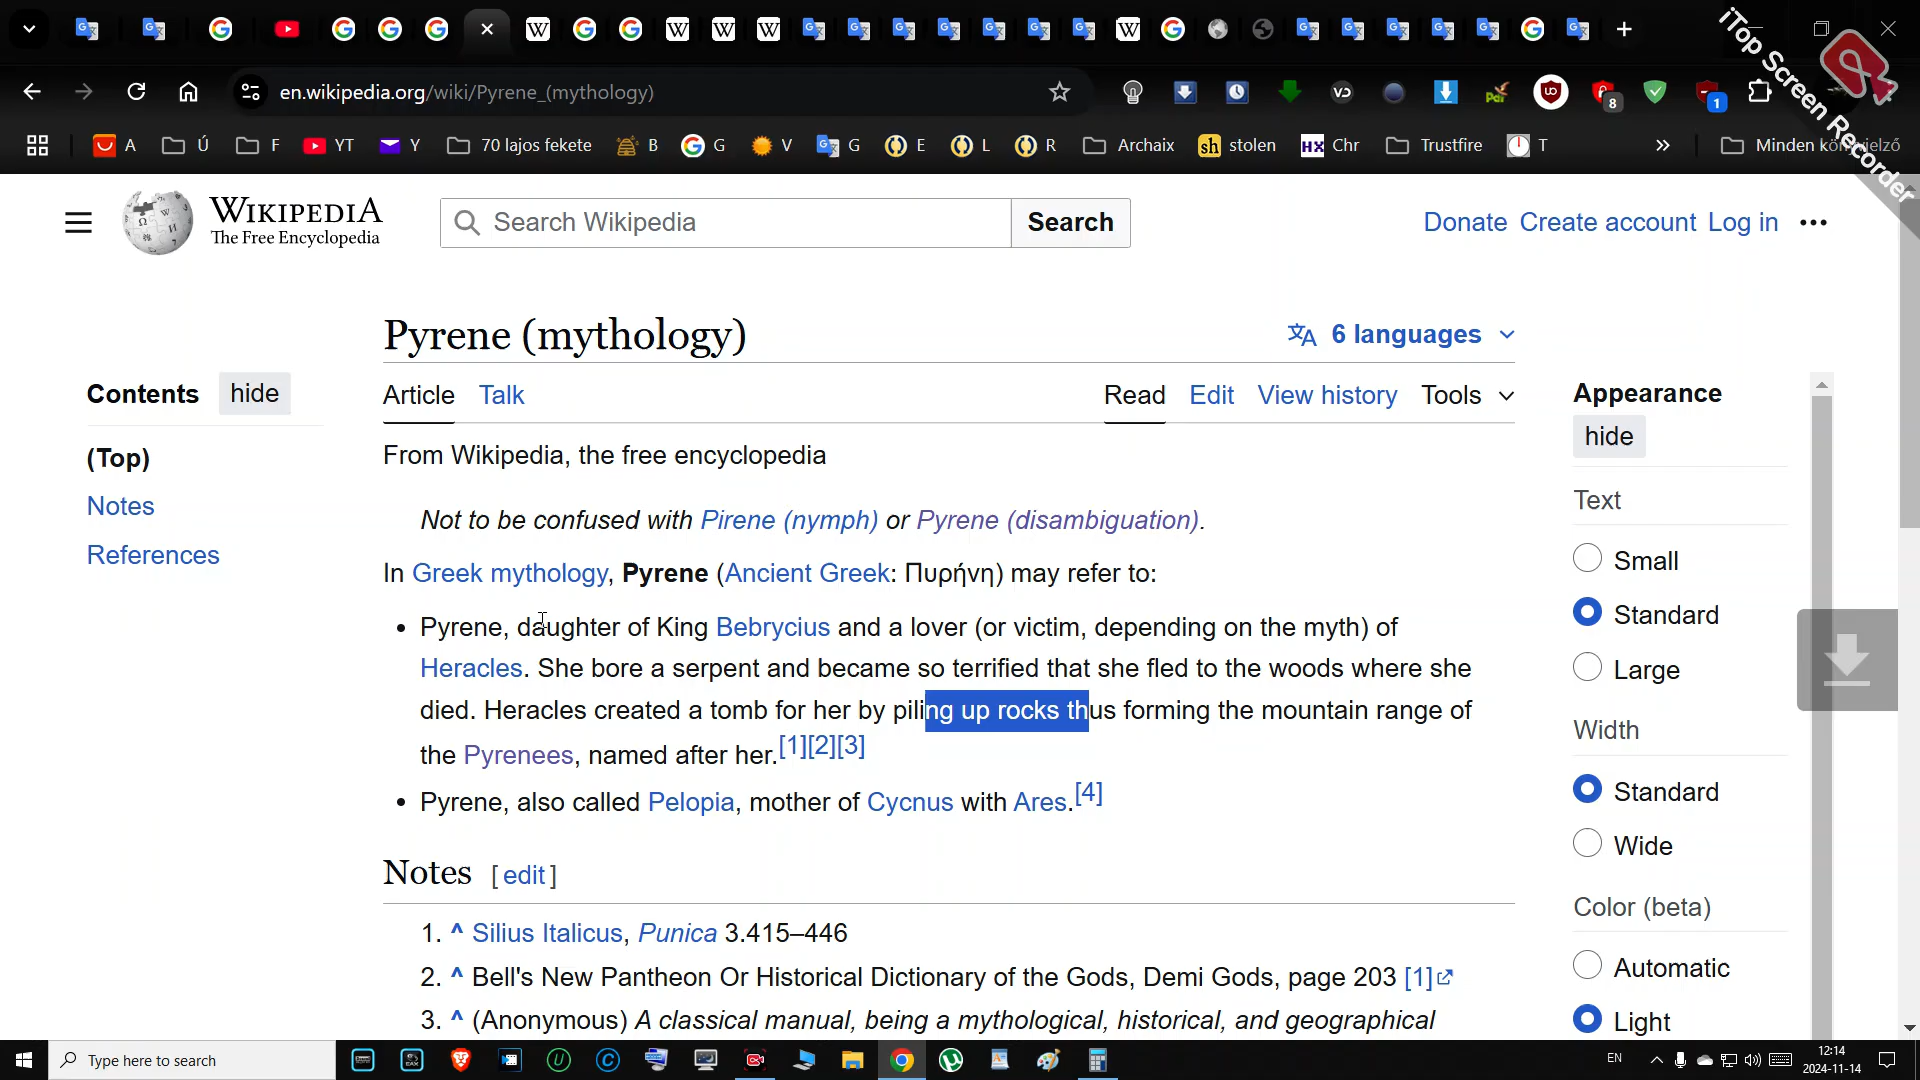 en.wikipedia.org/wiki/Pyrene_(mythology)
8
1
iTop Screen Recorder
A
Ú
F
YT
Y
70 lajos fekete
B
G
V
G
E
L
R
Archaix
sh stolen
HX Chr
Trustfire
T
Minden könyvjelző
WIKIPEDIA
The Free Encyclopedia
Search Wikipedia
Search
Donate Create account Log in
Pyrene (mythology)
6 languages
Contents hide
(Top)
Notes
References
Article Talk
Read Edit View history Tools
From Wikipedia, the free encyclopedia
Not to be confused with Pirene (nymph) or Pyrene (disambiguation).
In Greek mythology, Pyrene (Ancient Greek: Πυρήνη) may refer to:
• Pyrene, daughter of King Bebrycius and a lover (or victim, depending on the myth) of
Heracles. She bore a serpent and became so terrified that she fled to the woods where she
died. Heracles created a tomb for her by piling up rocks thus forming the mountain range of
the Pyrenees, named after her.[1][2][3]
• Pyrene, also called Pelopia, mother of Cycnus with Ares.[4]
Notes [edit]
1. ^ Silius Italicus, Punica 3.415–446
2. ^ Bell's New Pantheon Or Historical Dictionary of the Gods, Demi Gods, page 203 [1]
3. ^ (Anonymous) A classical manual, being a mythological, historical, and geographical
Appearance
hide
Text
Small
Standard
Large
Width
Standard
Wide
Color (beta)
Automatic
Light
Type here to search
EN
12:14
2024-11-14